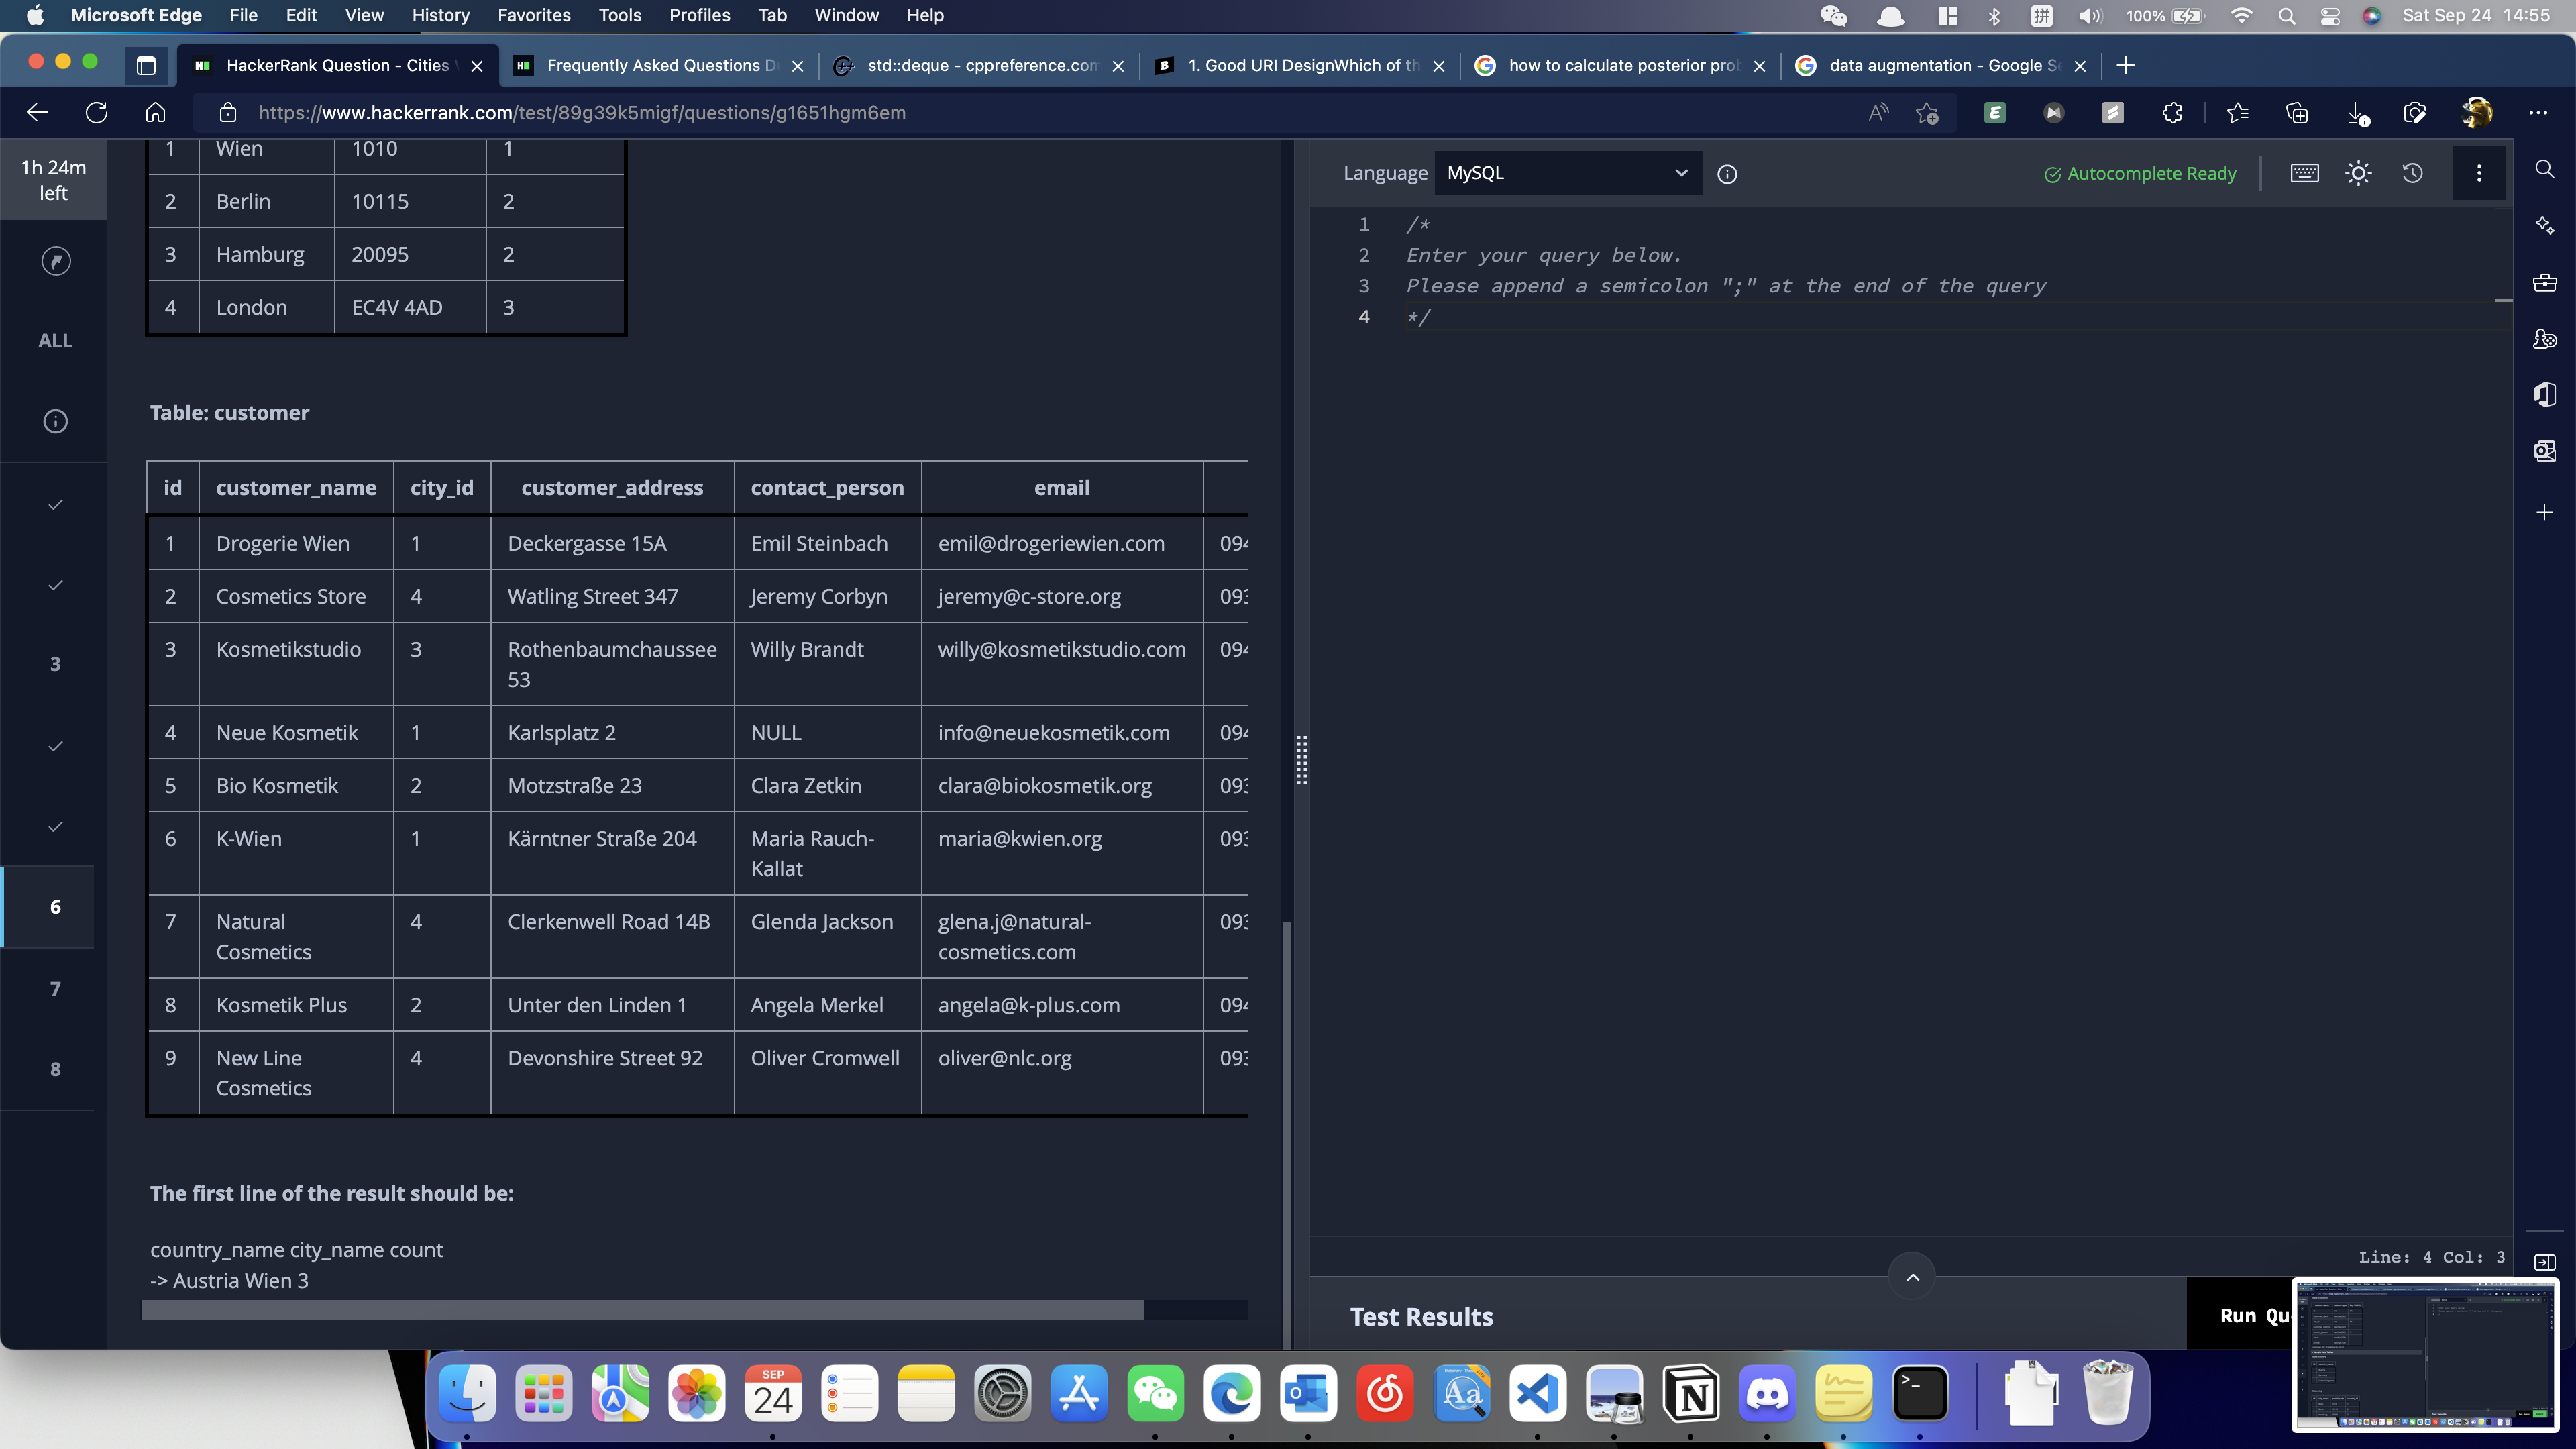 Microsoft Edge File Edit View History Favorites Tools Profiles Tab Window Help 100% Sat Sep 24 14:55
HackerRank Question - Cities
Frequently Asked Questions
std::deque - cppreference.com
1. Good URI DesignWhich of
how to calculate posterior
data augmentation - Google
https://www.hackerrank.com/test/89g39k5migf/questions/g1651hgm6em
1h 24m
left
ALL
3
6
7
8
1 Wien 1010 1
2 Berlin 10115 2
3 Hamburg 20095 2
4 London EC4V 4AD 3
Table: customer
id customer_name city_id customer_address contact_person email
1 Drogerie Wien 1 Deckergasse 15A Emil Steinbach emil@drogeriewien.com
2 Cosmetics Store 4 Watling Street 347 Jeremy Corbyn jeremy@c-store.org
3 Kosmetikstudio 3 Rothenbaumchaussee Willy Brandt willy@kosmetikstudio.com
53
4 Neue Kosmetik 1 Karlsplatz 2 NULL info@neuekosmetik.com
5 Bio Kosmetik 2 Motzstraße 23 Clara Zetkin clara@biokosmetik.org
6 K-Wien 1 Kärntner Straße 204 Maria Rauch- maria@kwien.org
Kallat
7 Natural 4 Clerkenwell Road 14B Glenda Jackson glena.j@natural-
Cosmetics cosmetics.com
8 Kosmetik Plus 2 Unter den Linden 1 Angela Merkel angela@k-plus.com
9 New Line 4 Devonshire Street 92 Oliver Cromwell oliver@nlc.org
Cosmetics
The first line of the result should be:
country_name city_name count
-> Austria Wien 3
Language MySQL Autocomplete Ready
1 /*
2 Enter your query below.
3 Please append a semicolon ";" at the end of the query
4 */
Line: 4 Col: 3
Test Results
Run
SEP
24